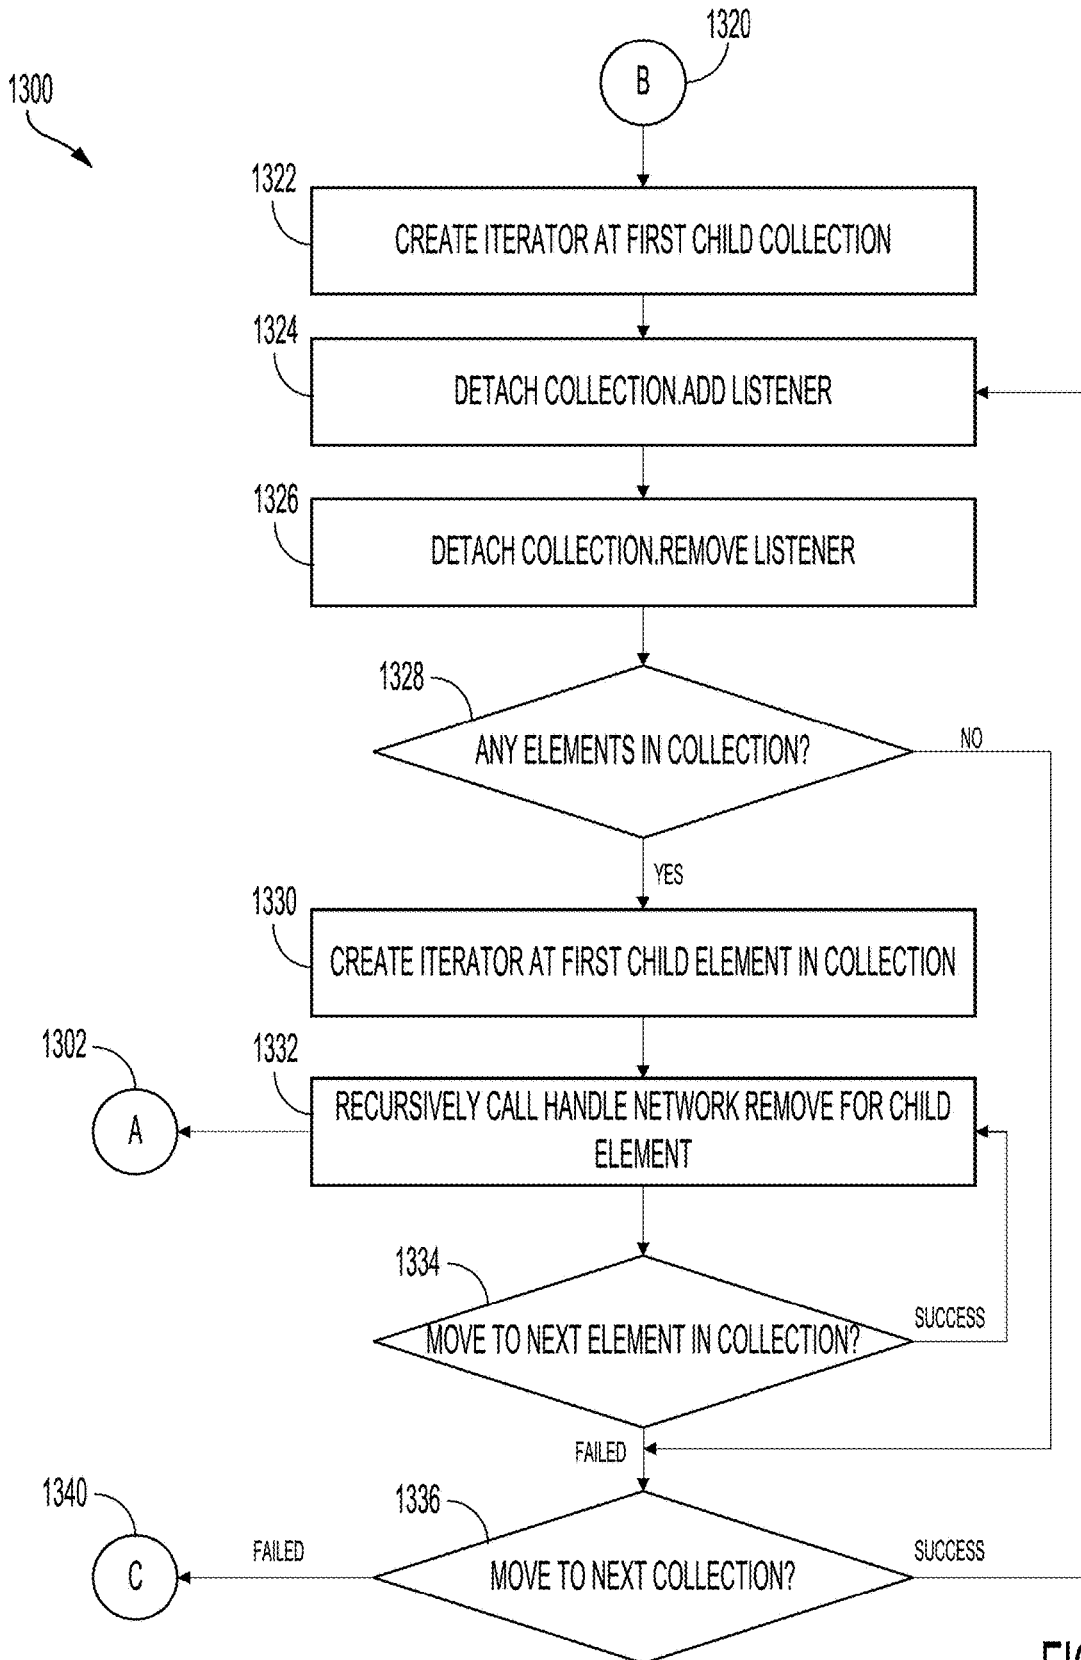 1320
B
1300
1322
CREATE ITERATOR AT FIRST CHILD COLLECTION
1324
DETACH COLLECTION.ADD LISTENER
1326
DETACH COLLECTION.REMOVE LISTENER
1328
ANY ELEMENTS IN COLLECTION?
NO
YES
1330
CREATE ITERATOR AT FIRST CHILD ELEMENT IN COLLECTION
1302
A
1332
RECURSIVELY CALL HANDLE NETWORK REMOVE FOR CHILD
ELEMENT
1334
MOVE TO NEXT ELEMENT IN COLLECTION?
SUCCESS
FAILED
1340
C
FAILED
1336
MOVE TO NEXT COLLECTION?
SUCCESS